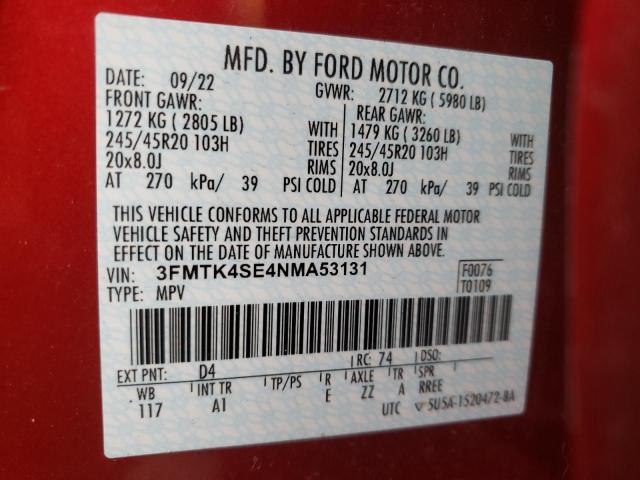 MFD. BY FORD MOTOR CO.
DATE: 09/22 GVWR: 2712 KG ( 5980 LB)
FRONT GAWR: REAR GAWR:
1272 KG ( 2805 LB) WITH 1479 KG ( 3260 LB) WITH
245/45R20 103H TIRES 245/45R20 103H TIRES
20x8.0J RIMS 20x8.0J RIMS
AT 270 kPa/ 39 PSI COLD AT 270 kPa/ 39 PSI COLD
THIS VEHICLE CONFORMS TO ALL APPLICABLE FEDERAL MOTOR
VEHICLE SAFETY AND THEFT PREVENTION STANDARDS IN
EFFECT ON THE DATE OF MANUFACTURE SHOWN ABOVE.
VIN: 3FMTK4SE4NMA53131 F0076
TYPE: MPV T0109
EXT PNT: D4 RC: 74 DSO:
WB INT TR TP/PS R AXLE TR SPR
117 A1 E ZZ A RREE
UTC 5U5A-1520472-BA